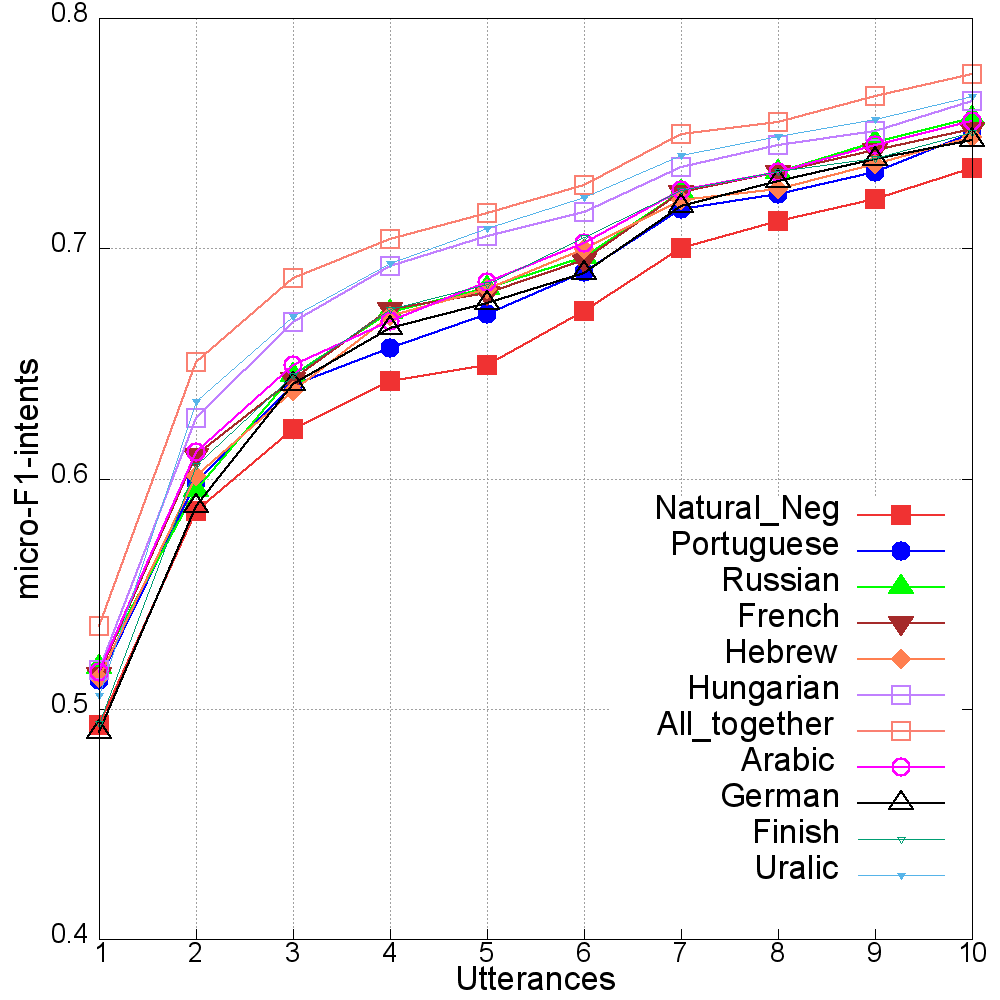 0.8
0.7
0.6
0.5
0.4
micro-F1-intents
Natural_Neg
Portuguese
Russian
French
Hebrew
Hungarian
All_together
Arabic
German
Finish
Uralic
1 2 3 4 5 6 7 8 9 10
Utterances